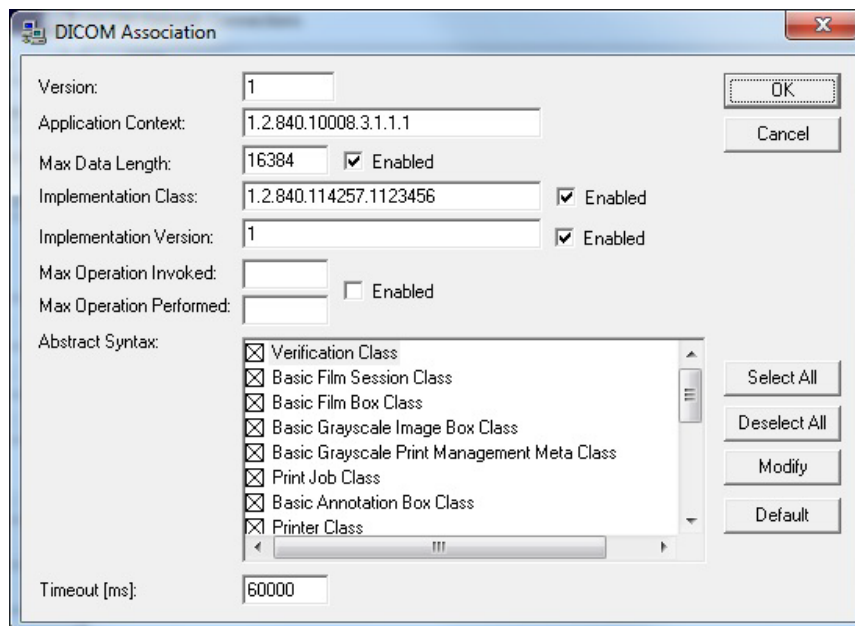 DICOM Association
Version: 1
OK
Application Context: 1.2.840.10008.3.1.1.1
Cancel
Max Data Length: 16384 Enabled
Implementation Class: 1.2.840.114257.1123456 Enabled
Implementation Version: 1 Enabled
Max Operation Invoked:
Enabled
Max Operation Performed:
Abstract Syntax:
Verification Class
Basic Film Session Class
Select All
Basic Film Box Class
Basic Grayscale Image Box Class
Deselect All
Basic Grayscale Print Management Meta Class
Modify
Print Job Class
Basic Annotation Box Class
Default
Printer Class
Timeout [ms]: 60000